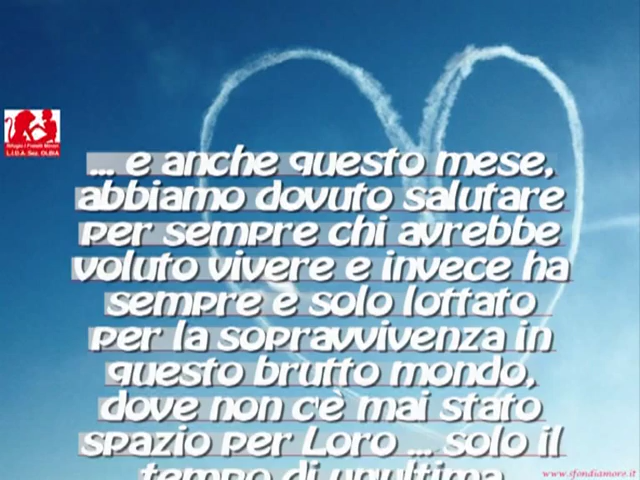 Rifugio I Fratelli Minori
L.I.D.A. Sez. OLBIA
... e anche questo mese,
abbiamo dovuto salutare
per sempre chi avrebbe
voluto vivere e invece ha
sempre e solo lottato
per la sopravvivenza in
questo brutto mondo,
dove non c'è mai stato
spazio per Loro ... solo il
tempo di un'ultima
www.sfondiamore.it